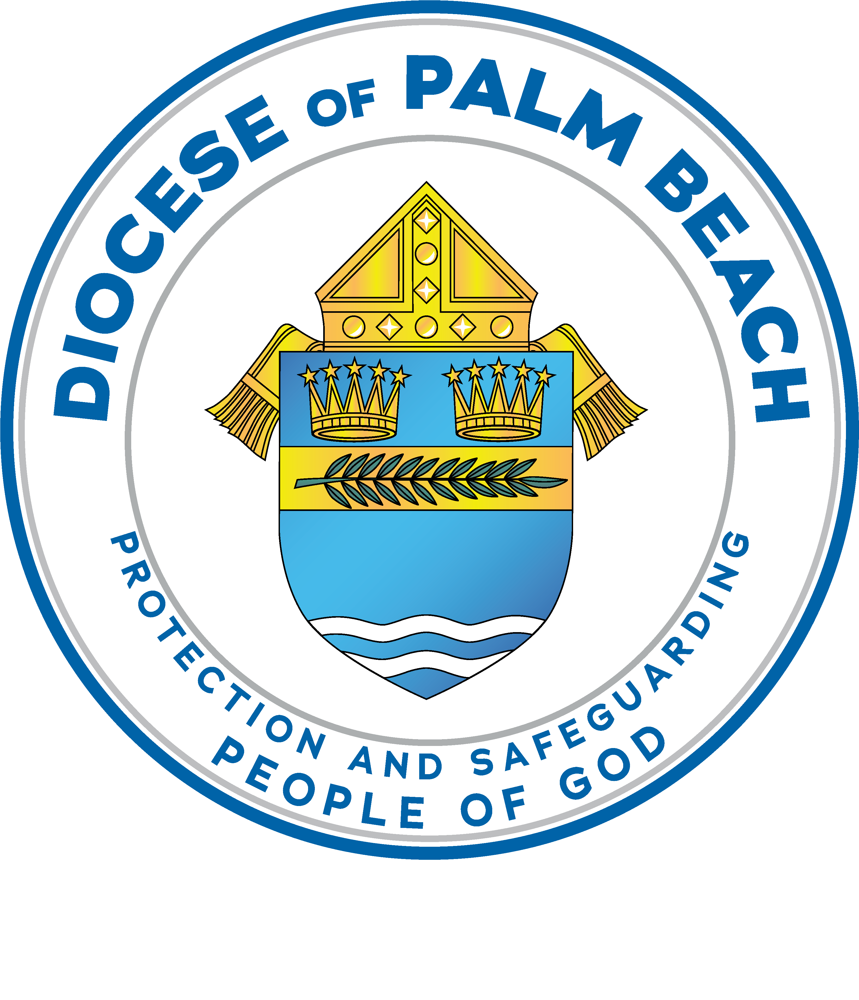 DIOCESE OF PALM BEACH
PROTECTION AND SAFEGUARDING
PEOPLE OF GOD